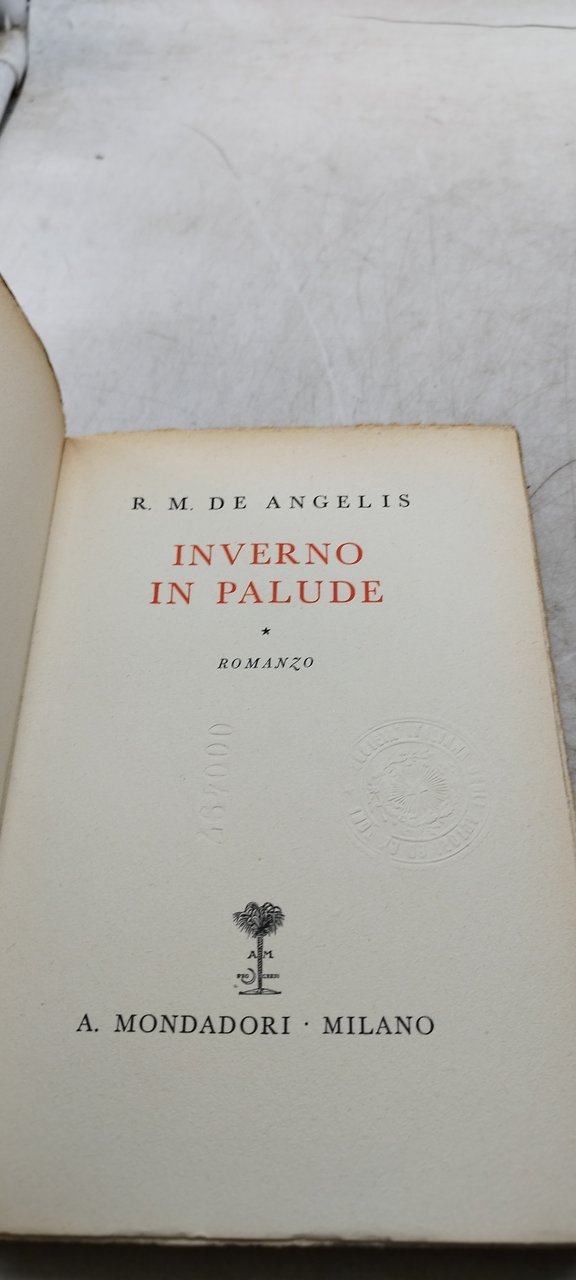 R. M. DE ANGELIS
INVERNO
IN PALUDE
★
ROMANZO
A M
A. MONDADORI · MILANO